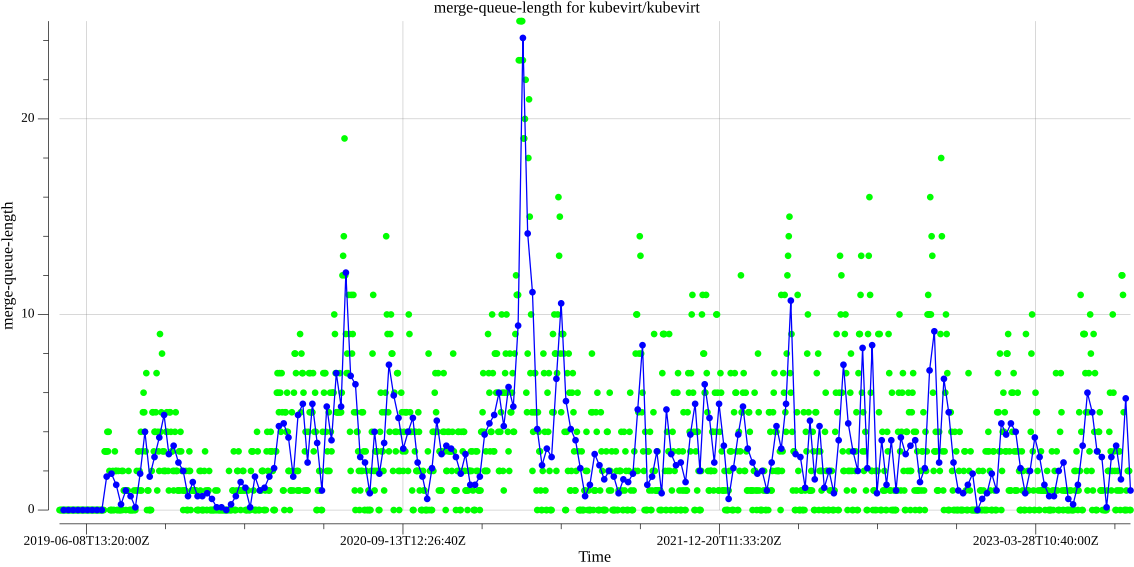 merge-queue-length for kubevirt/kubevirt
merge-queue-length
20
10
0
2019-06-08T13:20:00Z
2020-09-13T12:26:40Z
2021-12-20T11:33:20Z
2023-03-28T10:40:00Z
Time